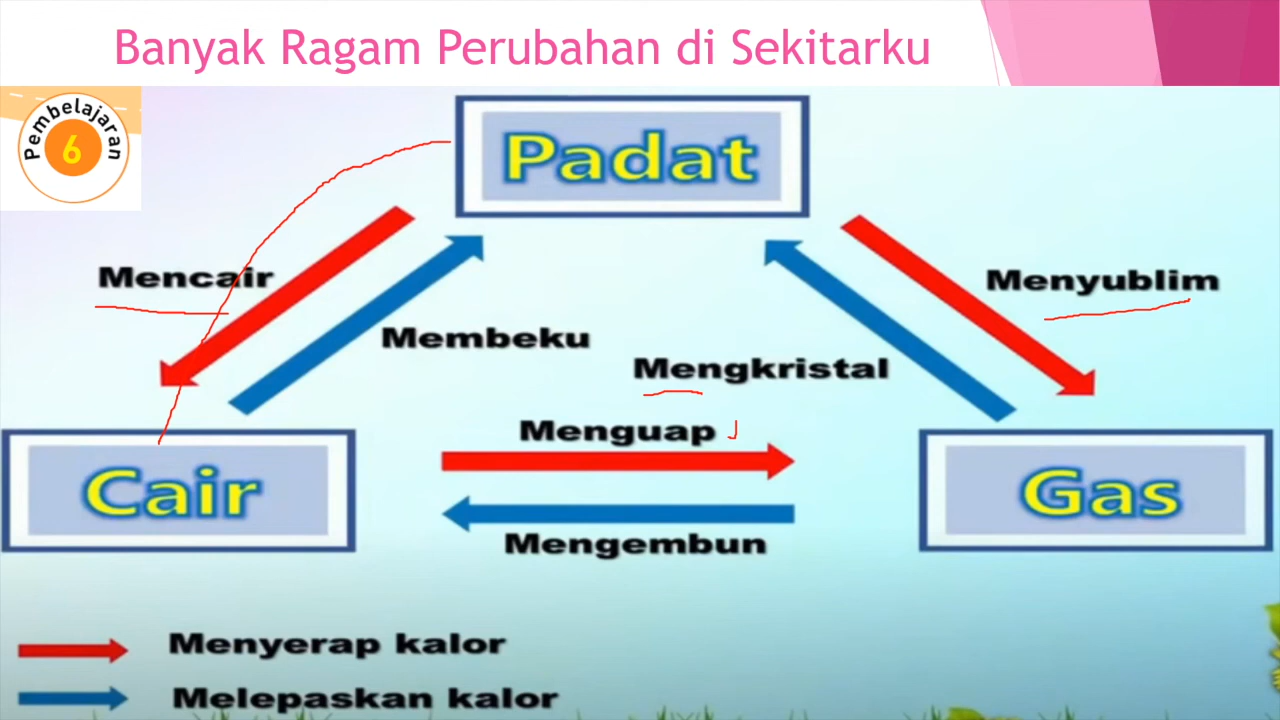 Banyak Ragam Perubahan di Sekitarku
Pembelajaran
6
Padat
Mencair
Menyublim
Membeku
Mengkristal
Menguap
Cair
Gas
Mengembun
Menyerap kalor
Melepaskan kalor